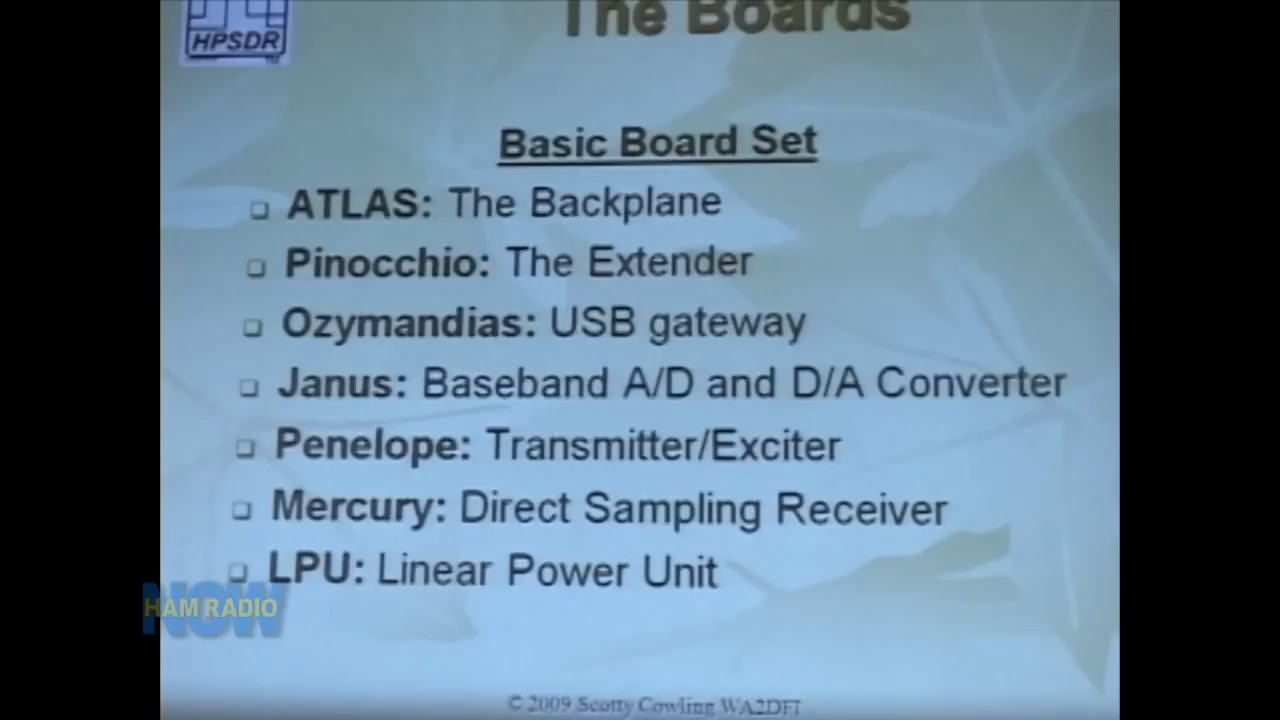 The Boards
HPSDR
Basic Board Set
ATLAS: The Backplane
Pinocchio: The Extender
Ozymandias: USB gateway
Janus: Baseband A/D and D/A Converter
Penelope: Transmitter/Exciter
Mercury: Direct Sampling Receiver
LPU: Linear Power Unit
NOW
HAM RADIO
© 2009 Scotty Cowling WA2DFI